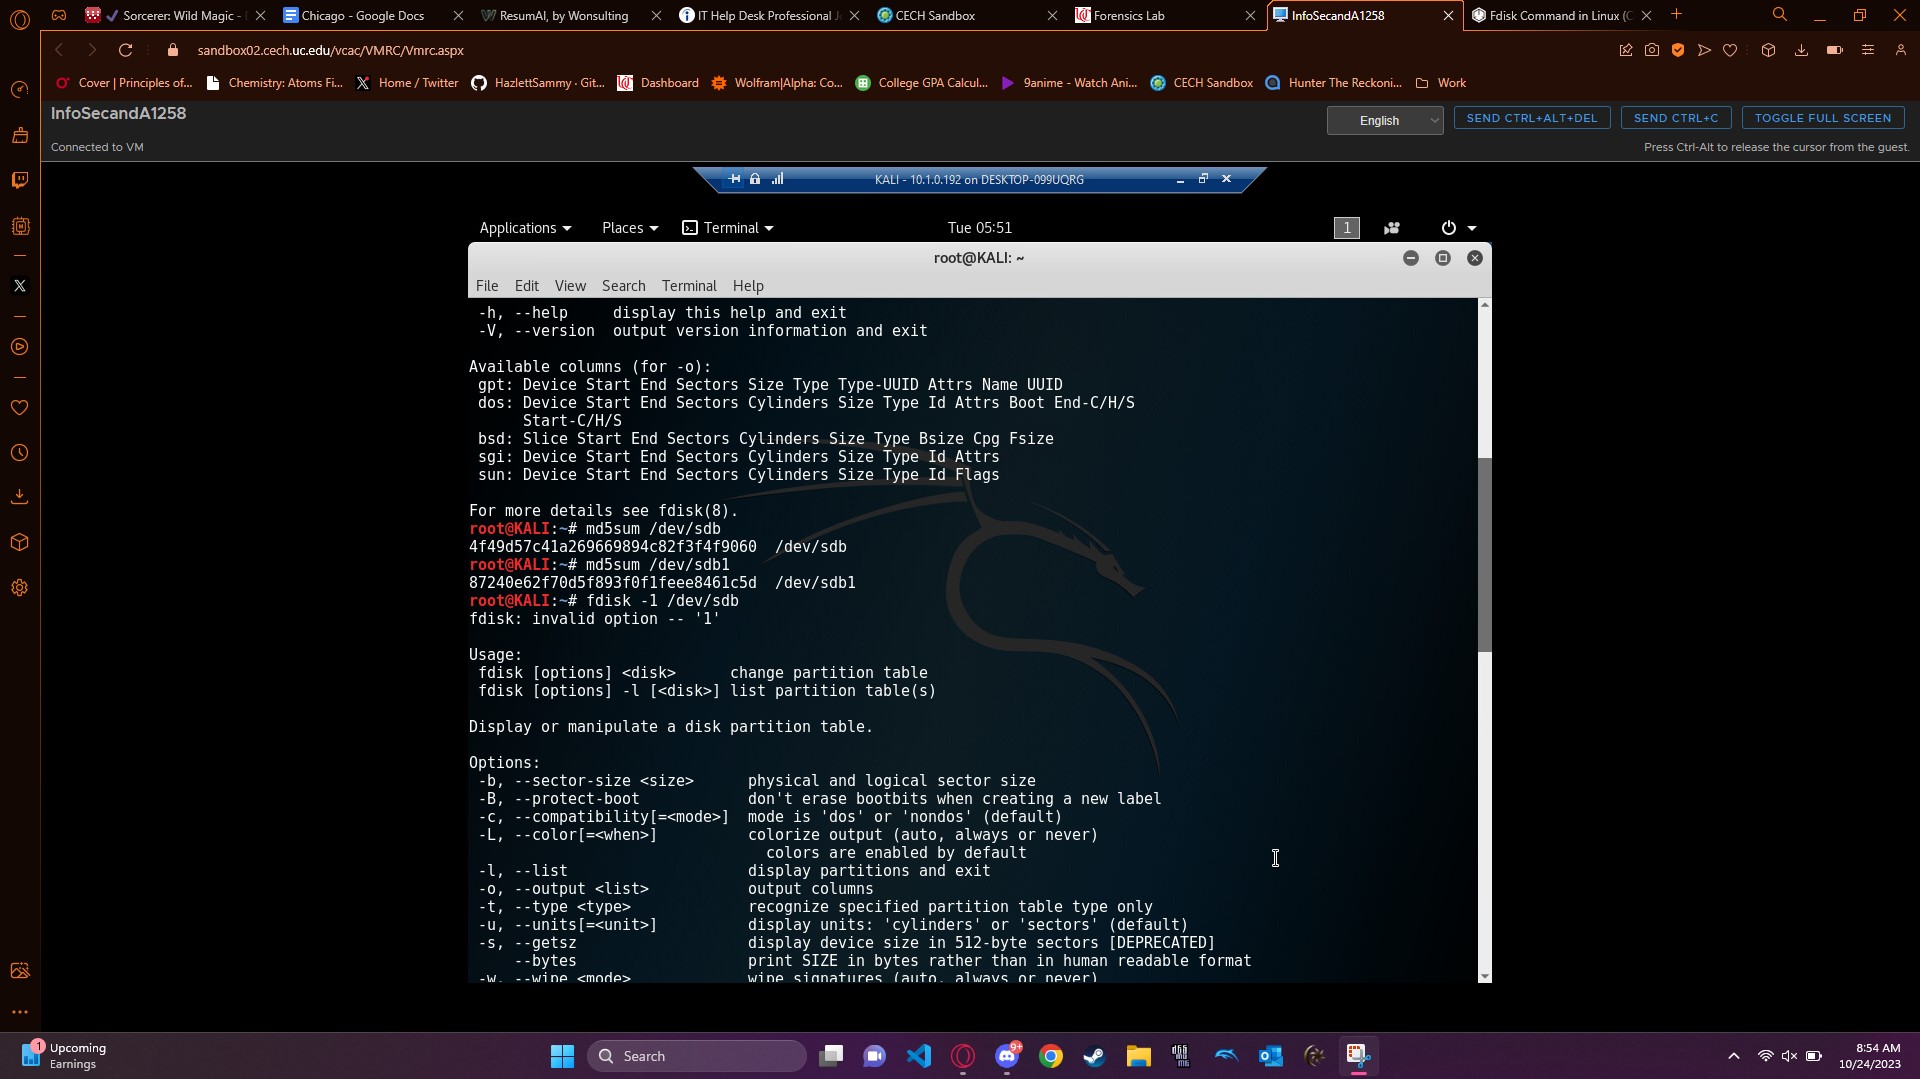 Sorcerer: Wild Magic -
Chicago - Google Docs
ResumAI, by Wonsulting
IT Help Desk Professional
CECH Sandbox
Forensics Lab
InfoSecandA1258
Fdisk Command in Linux (C
sandbox02.cech.uc.edu/vcac/VMRC/Vmrc.aspx
Cover | Principles of...
Chemistry: Atoms Fi...
Home / Twitter
HazlettSammy · Git...
Dashboard
Wolfram|Alpha: Co...
College GPA Calcul...
9anime - Watch Ani...
CECH Sandbox
Hunter The Reckoni...
Work
InfoSecandA1258
English
SEND CTRL+ALT+DEL
SEND CTRL+C
TOGGLE FULL SCREEN
Connected to VM
Press Ctrl-Alt to release the cursor from the guest.
KALI - 10.1.0.192 on DESKTOP-099UQRG
Applications
Places
Terminal
Tue 05:51
1
root@KALI: ~
File Edit View Search Terminal Help
-h, --help     display this help and exit
-V, --version  output version information and exit
Available columns (for -o):
gpt: Device Start End Sectors Size Type Type-UUID Attrs Name UUID
dos: Device Start End Sectors Cylinders Size Type Id Attrs Boot End-C/H/S
Start-C/H/S
bsd: Slice Start End Sectors Cylinders Size Type Bsize Cpg Fsize
sgi: Device Start End Sectors Cylinders Size Type Id Attrs
sun: Device Start End Sectors Cylinders Size Type Id Flags
For more details see fdisk(8).
root@KALI:~# md5sum /dev/sdb
4f49d57c41a269669894c82f3f4f9060  /dev/sdb
root@KALI:~# md5sum /dev/sdb1
87240e62f70d5f893f0f1feee8461c5d  /dev/sdb1
root@KALI:~# fdisk -1 /dev/sdb
fdisk: invalid option -- '1'
Usage:
fdisk [options] <disk>      change partition table
fdisk [options] -l [<disk>] list partition table(s)
Display or manipulate a disk partition table.
Options:
-b, --sector-size <size>      physical and logical sector size
-B, --protect-boot            don't erase bootbits when creating a new label
-c, --compatibility[=<mode>]  mode is 'dos' or 'nondos' (default)
-L, --color[=<when>]          colorize output (auto, always or never)
colors are enabled by default
-l, --list                    display partitions and exit
-o, --output <list>           output columns
-t, --type <type>             recognize specified partition table type only
-u, --units[=<unit>]          display units: 'cylinders' or 'sectors' (default)
-s, --getsz                   display device size in 512-byte sectors [DEPRECATED]
--bytes                   print SIZE in bytes rather than in human readable format
-w, --wipe <mode>             wipe signatures (auto, always or never)
1
Upcoming
Earnings
Search
9+
8:54 AM
10/24/2023